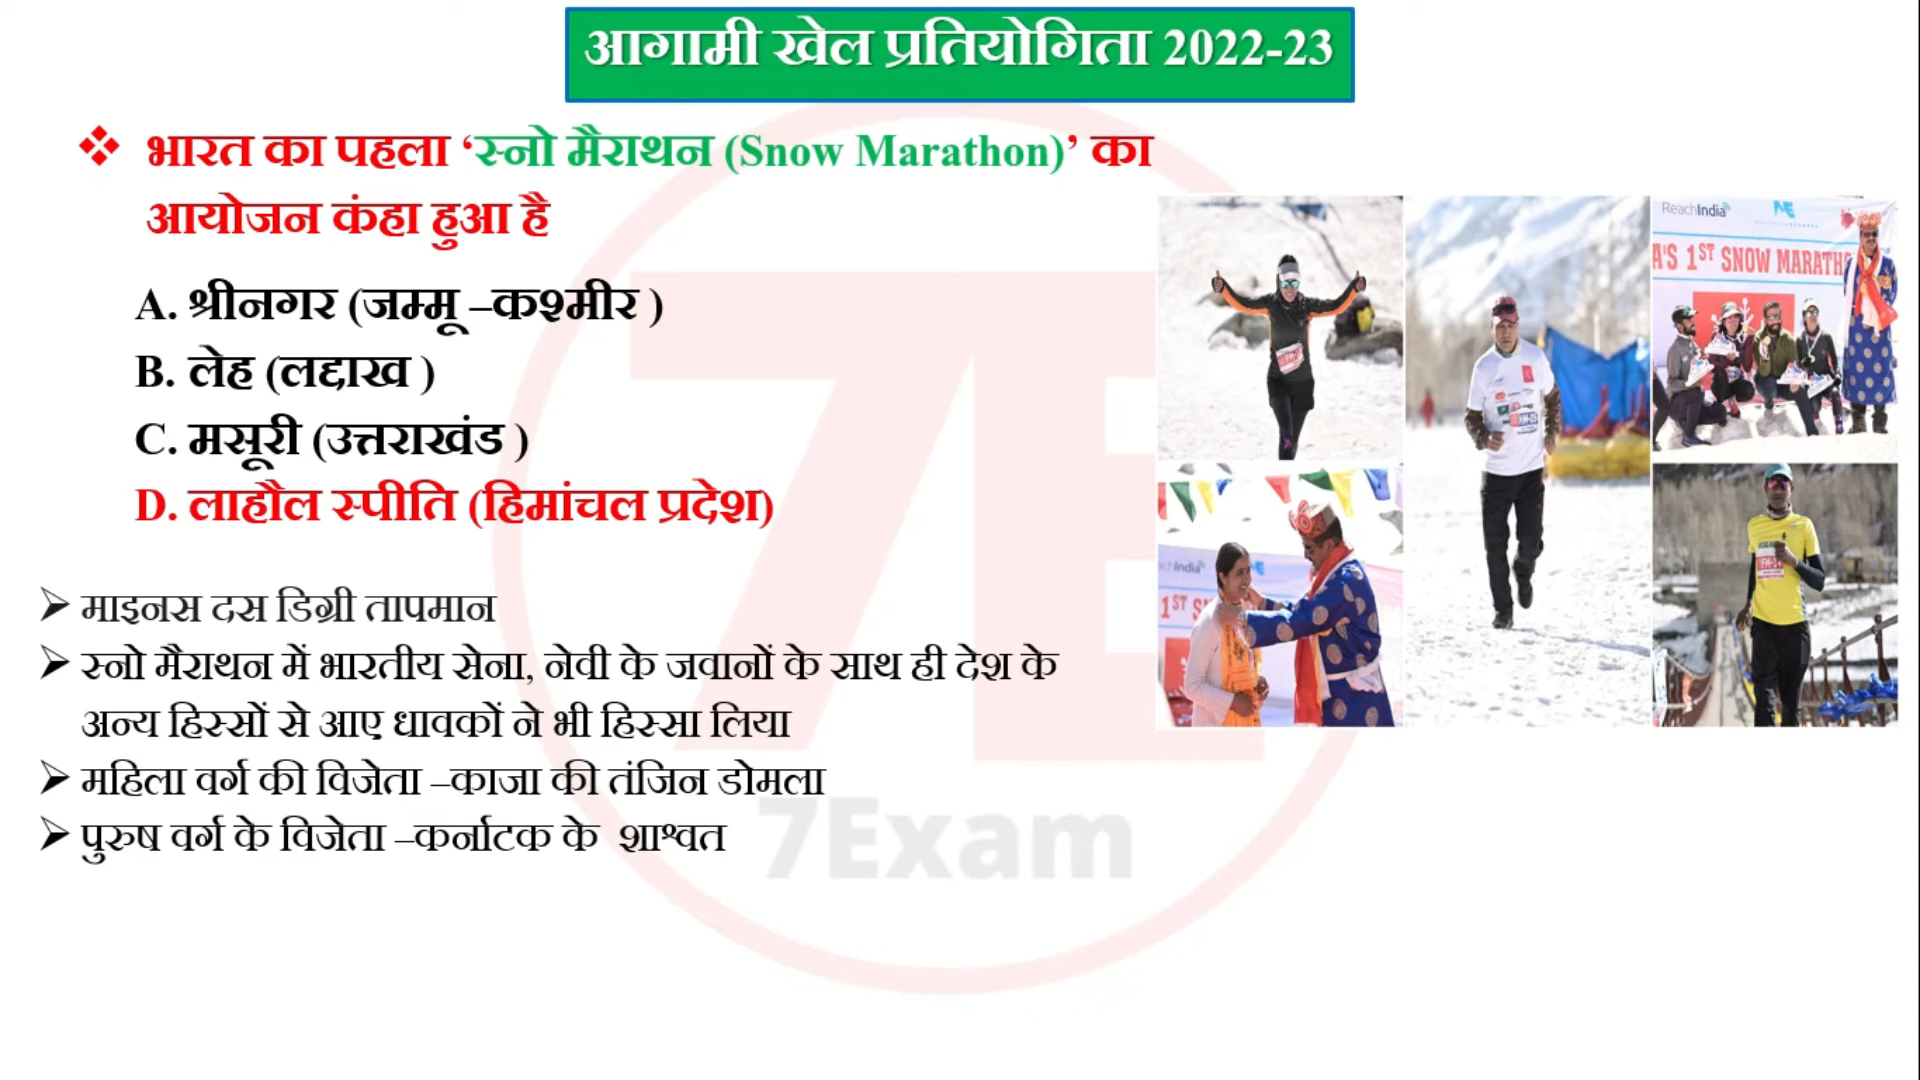 आगामी खेल प्रतियोगिता 2022-23
❖ भारत का पहला ‘स्नो मैराथन (Snow Marathon)’ का
आयोजन कंहा हुआ है
A. श्रीनगर (जम्मू –कश्मीर )
B. लेह (लद्दाख )
C. मसूरी (उत्तराखंड )
D. लाहौल स्पीति (हिमांचल प्रदेश)
➢ माइनस दस डिग्री तापमान
➢ स्नो मैराथन में भारतीय सेना, नेवी के जवानों के साथ ही देश के
अन्य हिस्सों से आए धावकों ने भी हिस्सा लिया
➢ महिला वर्ग की विजेता –काजा की तंजिन डोमला
➢ पुरुष वर्ग के विजेता –कर्नाटक के शाश्वत
ReachIndia
A'S 1ST SNOW MARATH
chIndia
1ST S
7E
7Exam